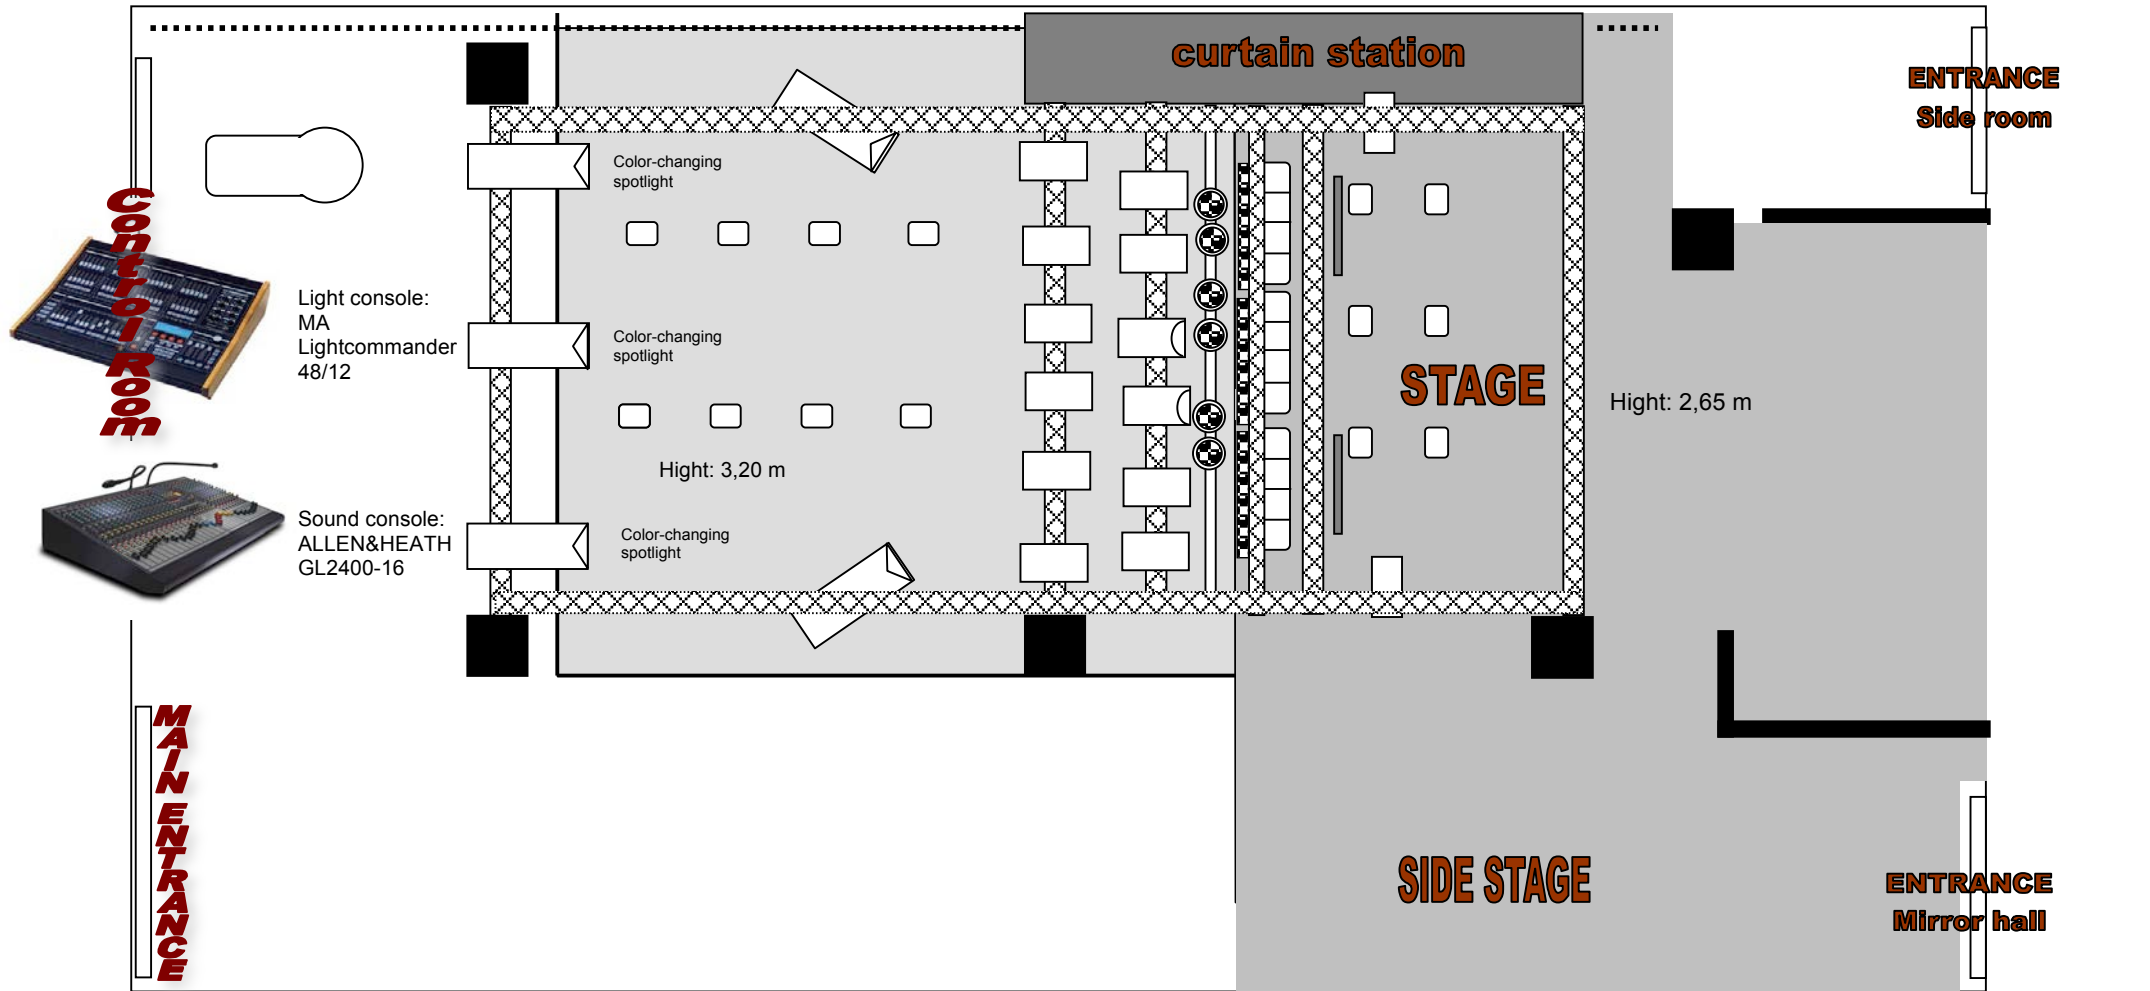 curtain station
ENTRANCE
Side room
Color-changing
spotlight
Control Room
Light console:
MA
Lightcommander
48/12
Color-changing
spotlight
STAGE
Hight: 2,65 m
Hight: 3,20 m
Sound console:
ALLEN&HEATH
GL2400-16
Color-changing
spotlight
MAIN ENTRANCE
SIDE STAGE
ENTRANCE
Mirror hall